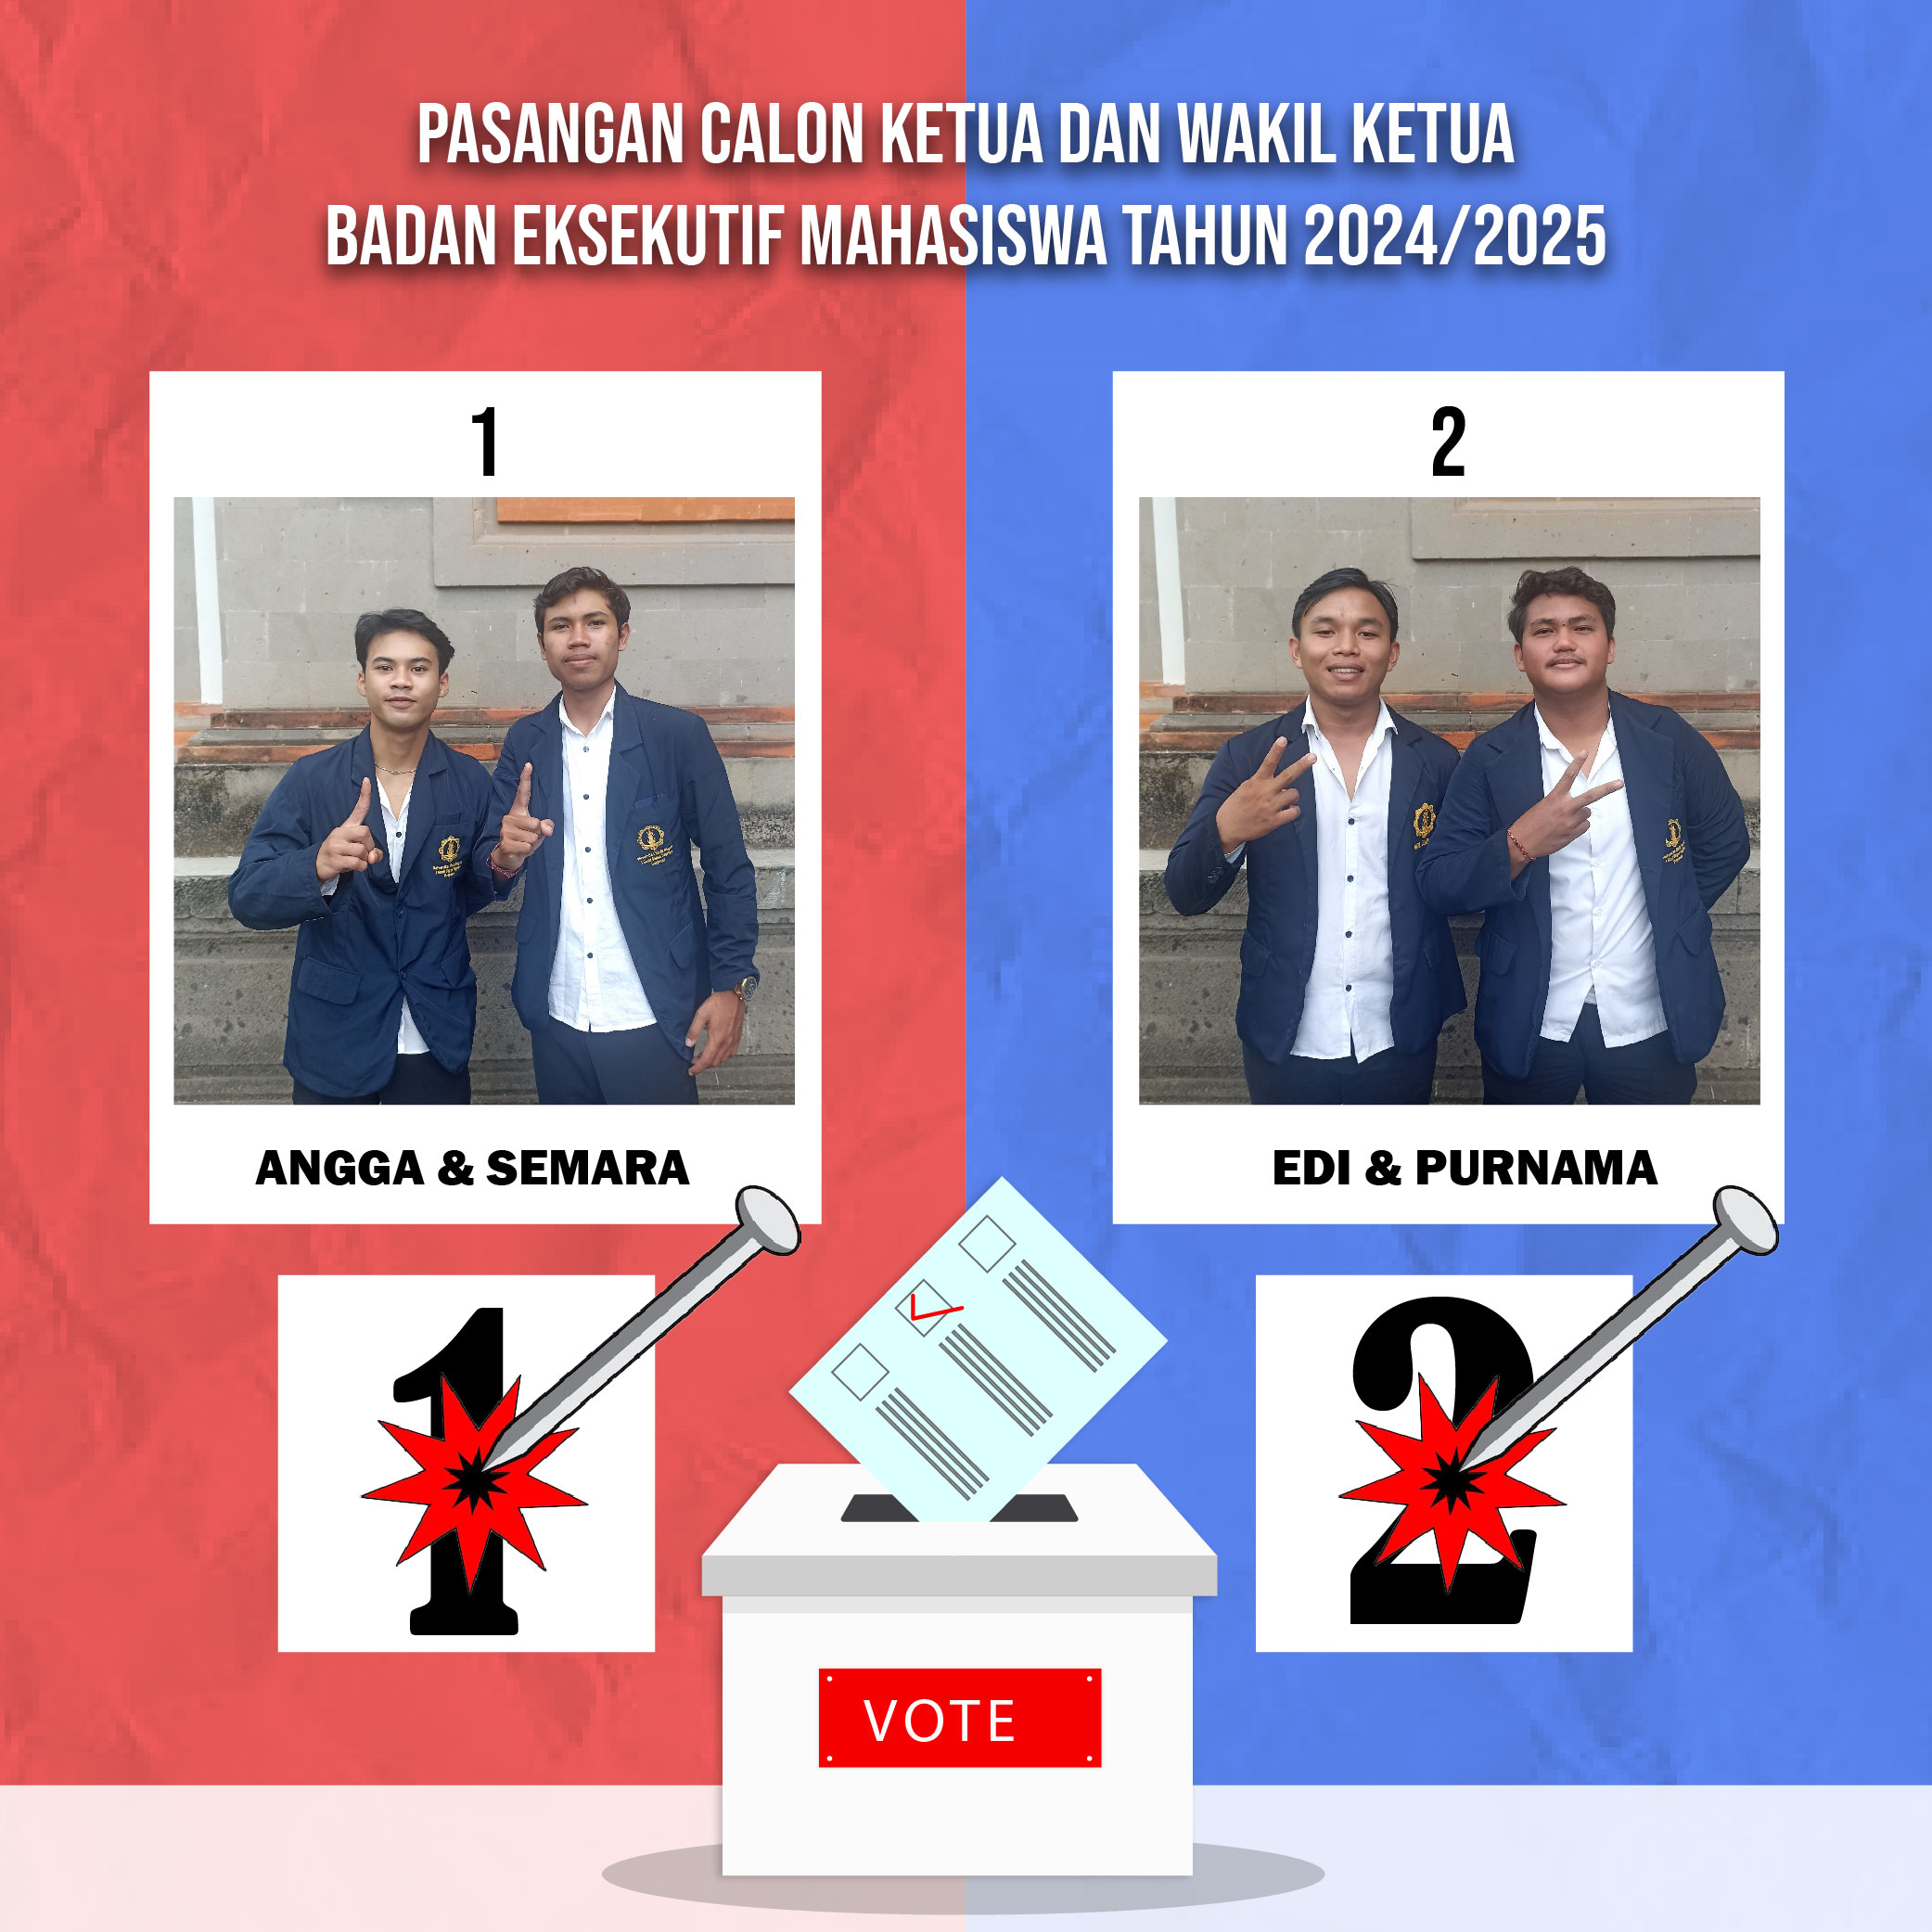 PASANGAN CALON KETUA DAN WAKIL KETUA
BADAN EKSEKUTIF MAHASISWA TAHUN 2024/2025
1
2
ANGGA & SEMARA
EDI & PURNAMA
1
2
VOTE